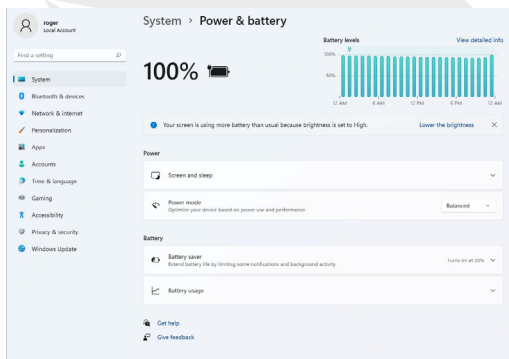 roger
Local Account
Find a setting
System
Bluetooth & devices
Network & internet
Personalization
Apps
Accounts
Time & language
Gaming
Accessibility
Privacy & security
Windows Update
System > Power & battery
100%
Battery levels
View detailed info
100%
50%
12 AM 6 AM 12 PM 6 PM 12 AM
Your screen is using more battery than usual because brightness is set to High.
Lower the brightness
Power
Screen and sleep
Power mode
Optimize your device based on power use and performance
Balanced
Battery
Battery saver
Extend battery life by limiting some notifications and background activity
Turns on at 20%
Battery usage
Get help
Give feedback